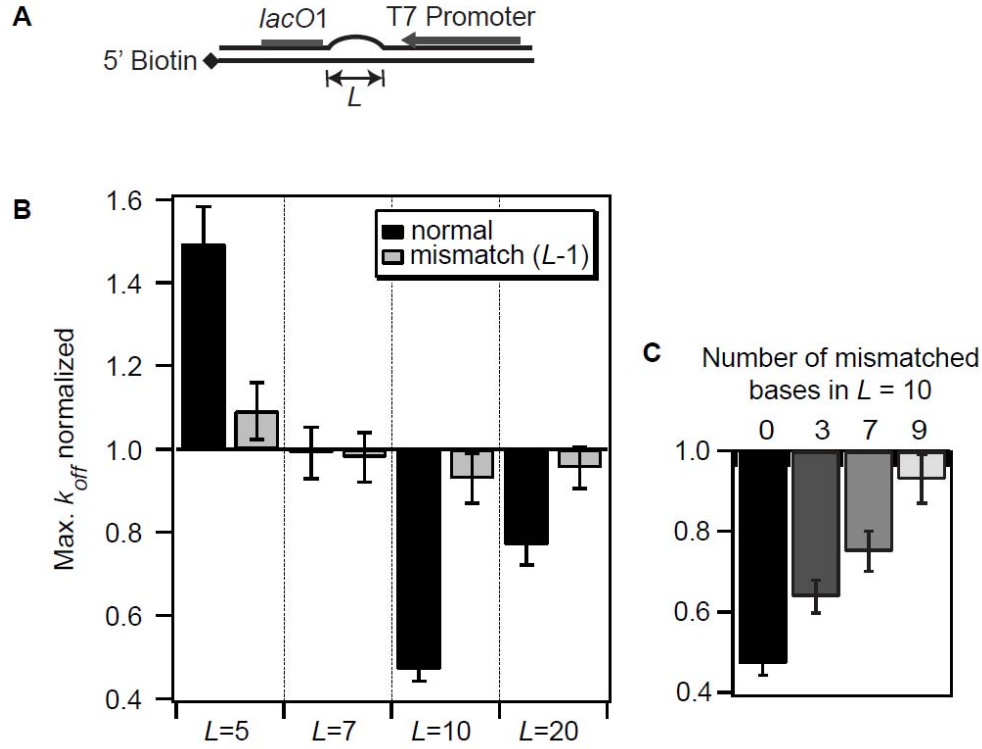 A
lacO1
T7 Promoter
5' Biotin
L
B
Max. koff normalized
1.6
1.4
1.2
1.0
0.8
0.6
0.4
normal
mismatch (L-1)
L=5
L=7
L=10
L=20
C
Number of mismatched
bases in L = 10
0 3 7 9
1.0
0.8
0.6
0.4